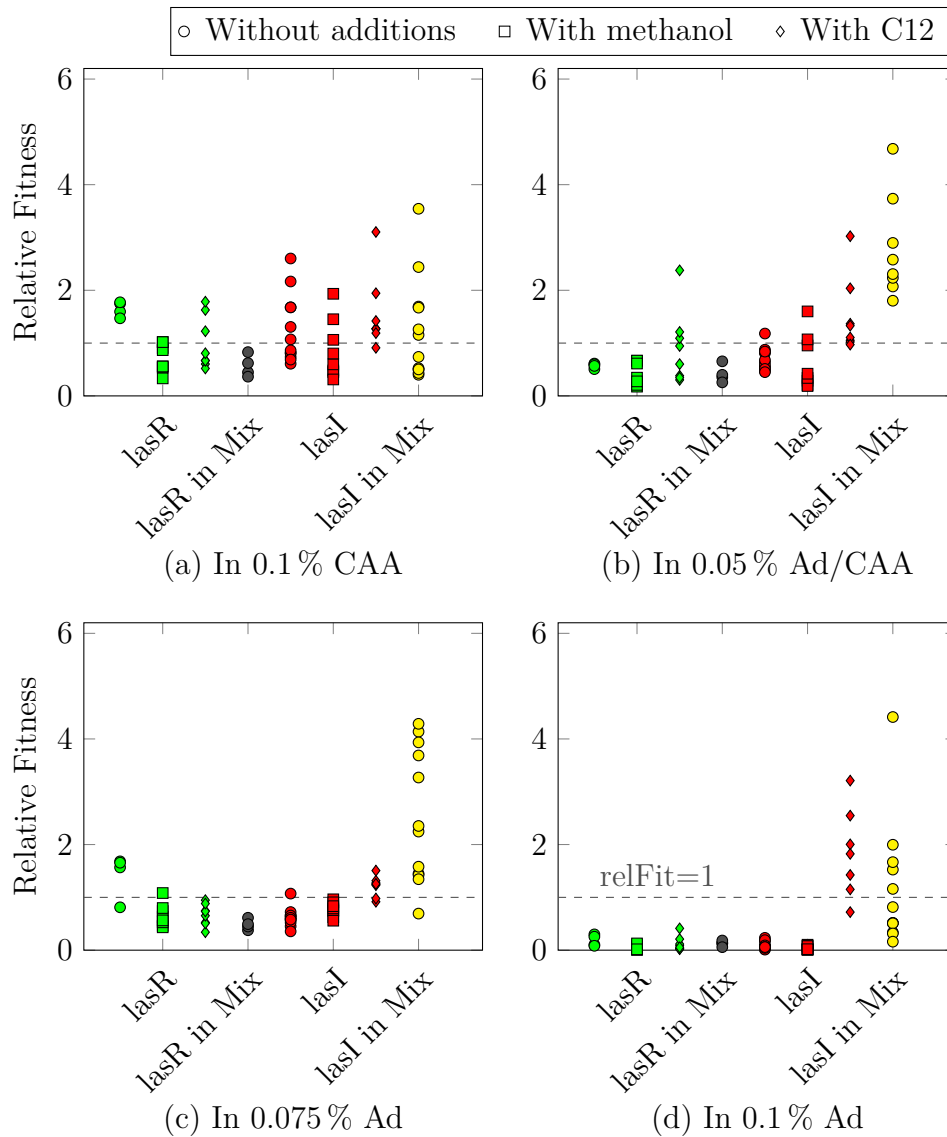 Without additions With methanol With C12
6
4
2
0
Relative Fitness
lasR
lasR in Mix
lasI
lasI in Mix
(a) In 0.1 % CAA
6
4
2
0
lasR
lasR in Mix
lasI
lasI in Mix
(b) In 0.05 % Ad/CAA
6
4
2
0
Relative Fitness
lasR
lasR in Mix
lasI
lasI in Mix
(c) In 0.075 % Ad
6
4
2
0
relFit=1
lasR
lasR in Mix
lasI
lasI in Mix
(d) In 0.1 % Ad